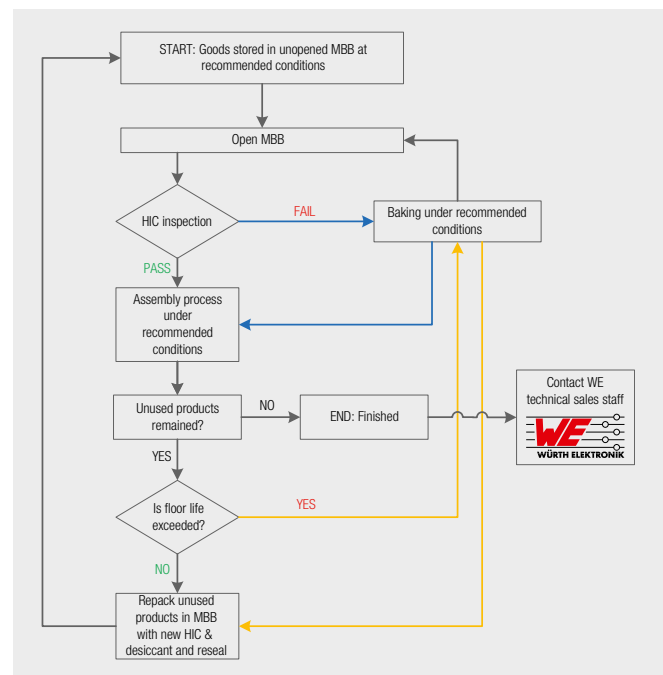 START: Goods stored in unopened MBB at
recommended conditions
Open MBB
HIC inspection
FAIL
Baking under recommended
conditions
PASS
Assembly process
under
recommended
conditions
Unused products
remained?
NO
END: Finished
Contact WE
technical sales staff
WE
WÜRTH ELEKTRONIK
YES
Is floor life
exceeded?
YES
NO
Repack unused
products in MBB
with new HIC &
desiccant and reseal